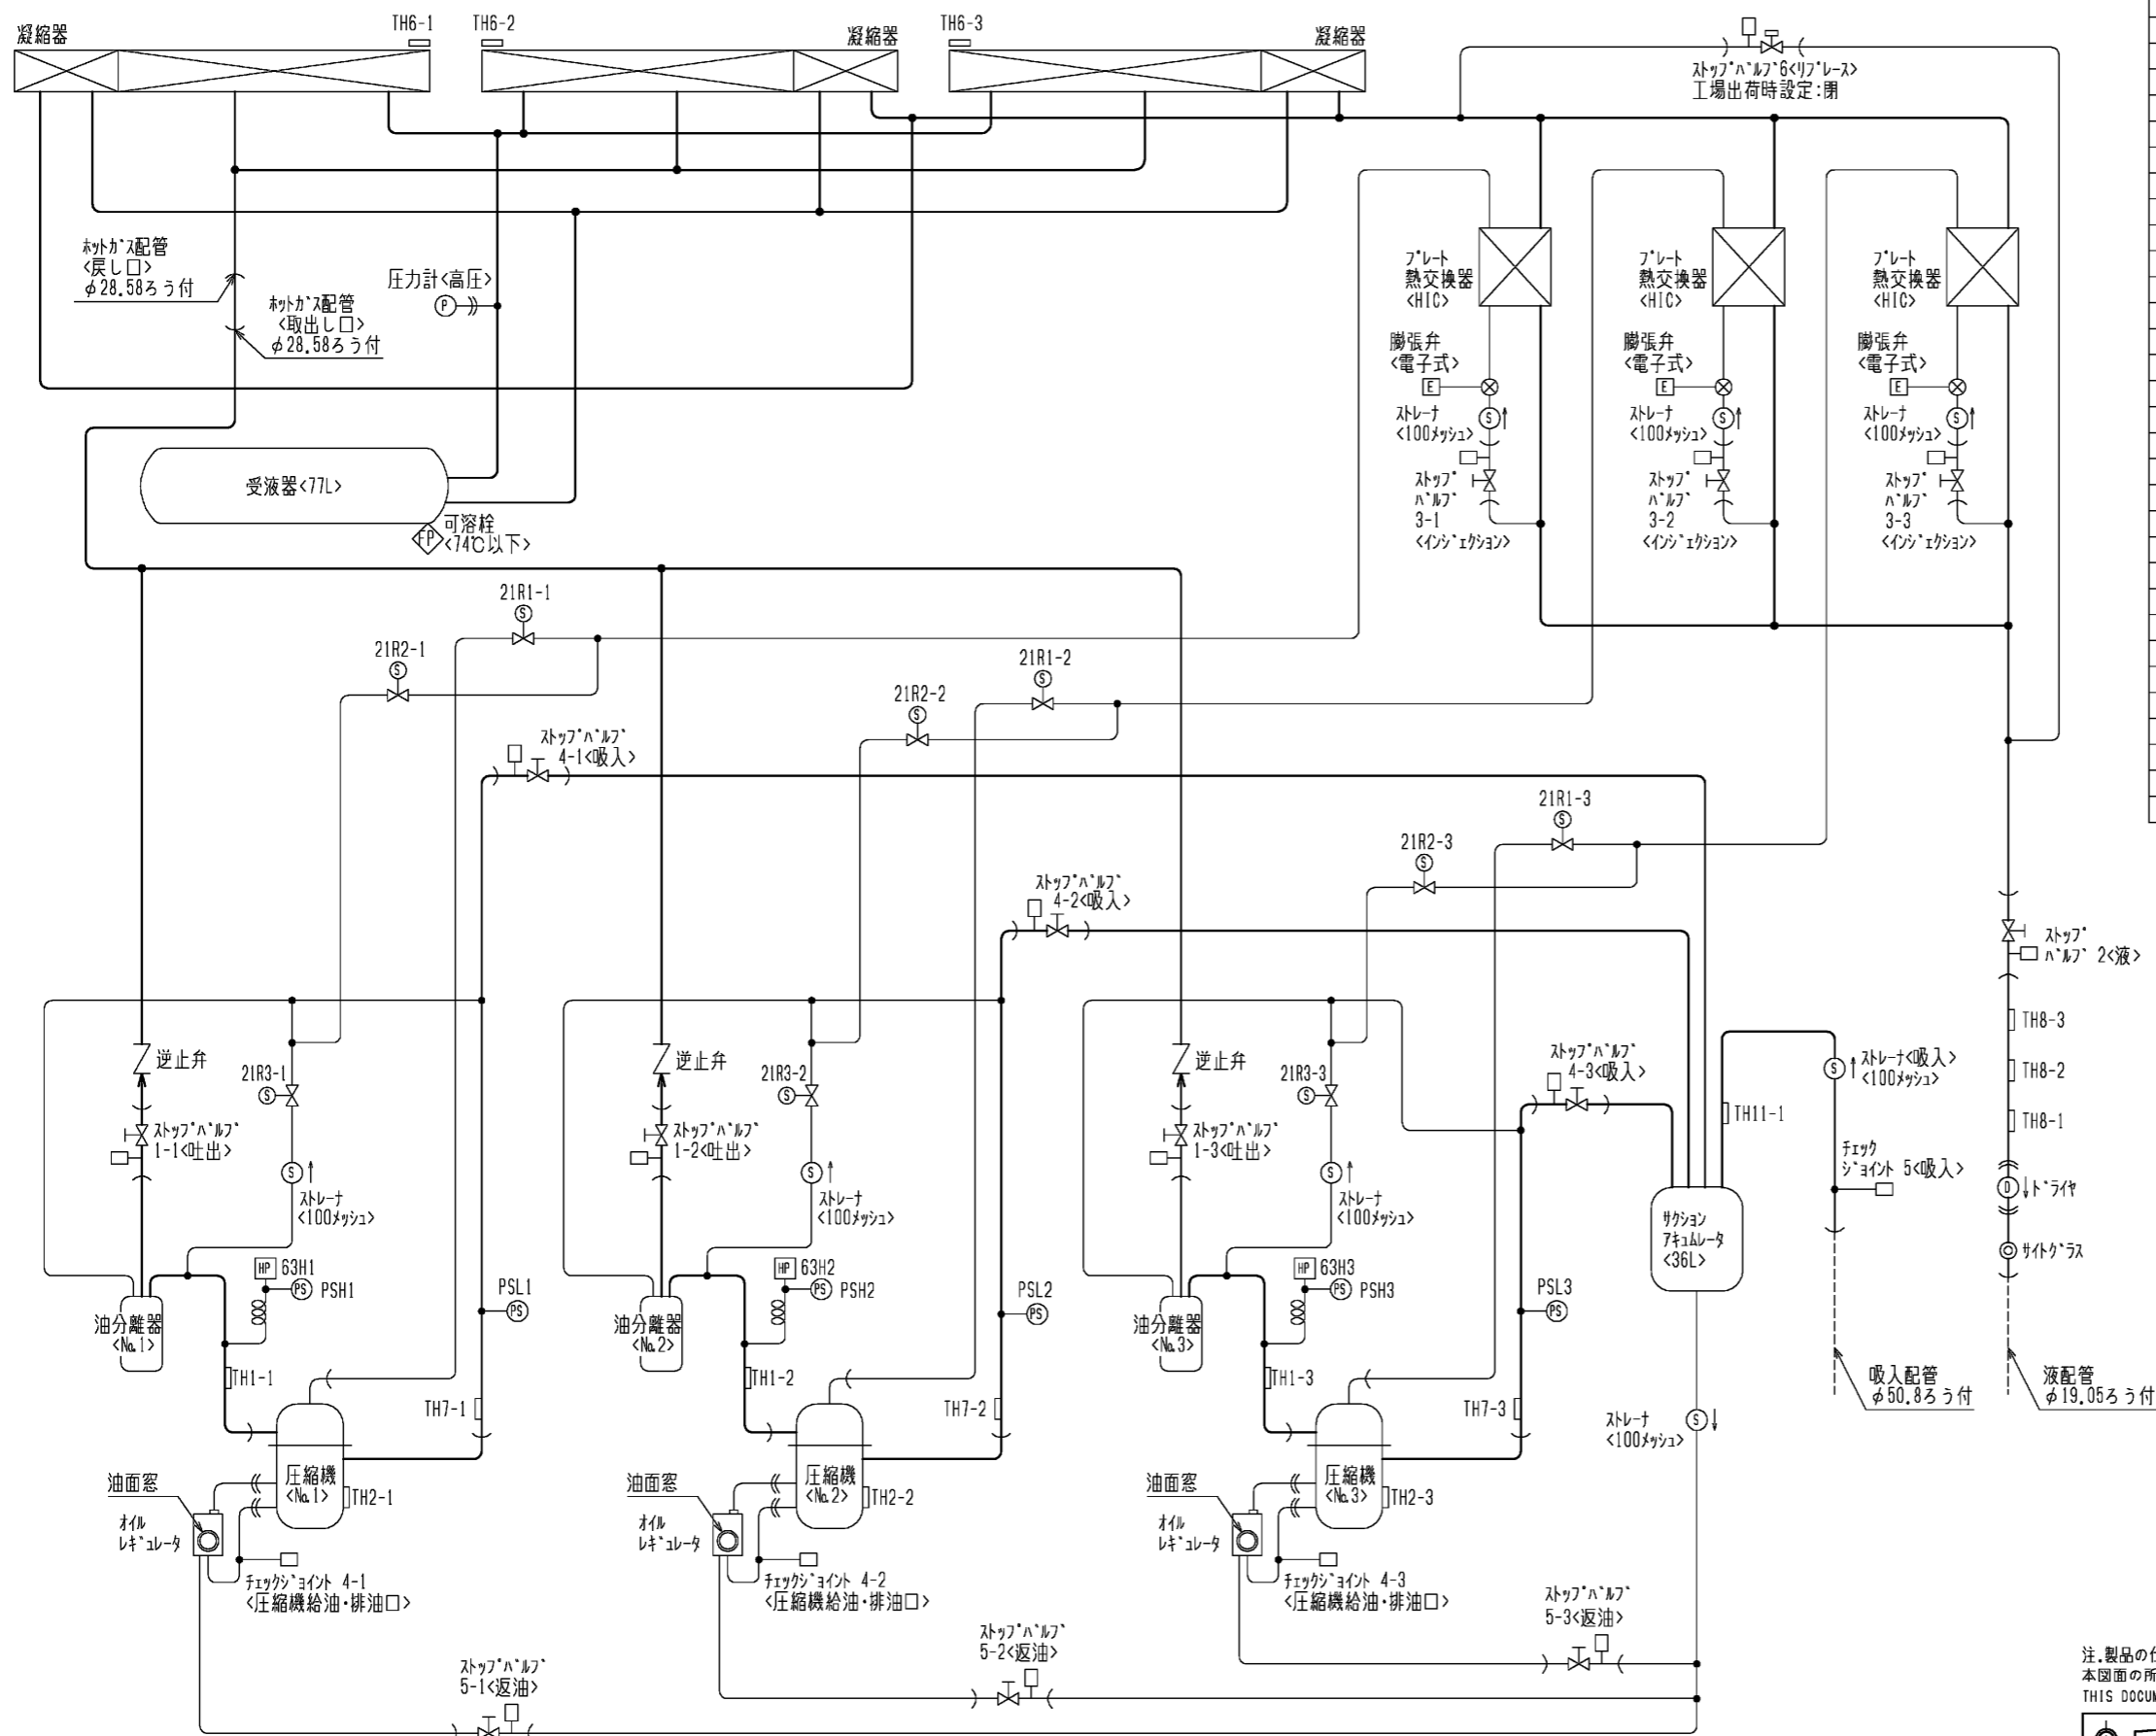 凝縮器
TH6-1
TH6-2
凝縮器
TH6-3
凝縮器
ストップバルブ6<リプレース>
工場出荷時設定:閉
ホットガス配管
<戻し口>
φ28.58ろう付
ホットガス配管
<取出し口>
φ28.58ろう付
圧力計<高圧>
P
プレート
熱交換器
<HIC>
プレート
熱交換器
<HIC>
プレート
熱交換器
<HIC>
膨張弁
<電子式>
E
膨張弁
<電子式>
E
膨張弁
<電子式>
E
ストレーナ
<100メッシュ>
S
ストレーナ
<100メッシュ>
S
ストレーナ
<100メッシュ>
S
ストップ
バルブ
3-1
<インジェクション>
ストップ
バルブ
3-2
<インジェクション>
ストップ
バルブ
3-3
<インジェクション>
受液器<77L>
FP
可溶栓
<74℃以下>
21R1-1
S
21R2-1
S
21R1-2
S
21R2-2
S
ストップバルブ
4-1<吸入>
21R1-3
S
21R2-3
S
ストップバルブ
4-2<吸入>
ストップ
バルブ 2<液>
TH8-3
TH8-2
TH8-1
逆止弁
21R3-1
S
逆止弁
21R3-2
S
逆止弁
21R3-3
S
ストップバルブ
4-3<吸入>
S
ストレーナ<吸入>
<100メッシュ>
TH11-1
ストップバルブ
1-1<吐出>
ストップバルブ
1-2<吐出>
ストップバルブ
1-3<吐出>
チェック
ジョイント 5<吸入>
S
ストレーナ
<100メッシュ>
S
ストレーナ
<100メッシュ>
S
ストレーナ
<100メッシュ>
D
ドライヤ
サクション
アキュムレータ
<36L>
サイトグラス
HP
63H1
PS
PSH1
PSL1
PS
HP
63H2
PS
PSH2
PSL2
PS
HP
63H3
PS
PSH3
PSL3
PS
油分離器
<No.1>
油分離器
<No.2>
油分離器
<No.3>
TH1-1
TH7-1
TH1-2
TH7-2
TH1-3
TH7-3
吸入配管
φ50.8ろう付
液配管
φ19.05ろう付
ストレーナ
<100メッシュ>
S
油面窓
圧縮機
<No.1>
TH2-1
油面窓
圧縮機
<No.2>
TH2-2
油面窓
圧縮機
<No.3>
TH2-3
オイル
レギュレータ
オイル
レギュレータ
オイル
レギュレータ
チェックジョイント 4-1
<圧縮機給油・排油口>
チェックジョイント 4-2
<圧縮機給油・排油口>
チェックジョイント 4-3
<圧縮機給油・排油口>
ストップバルブ
5-3<返油>
ストップバルブ
5-2<返油>
ストップバルブ
5-1<返油>
注.製品の
本図面の所
THIS